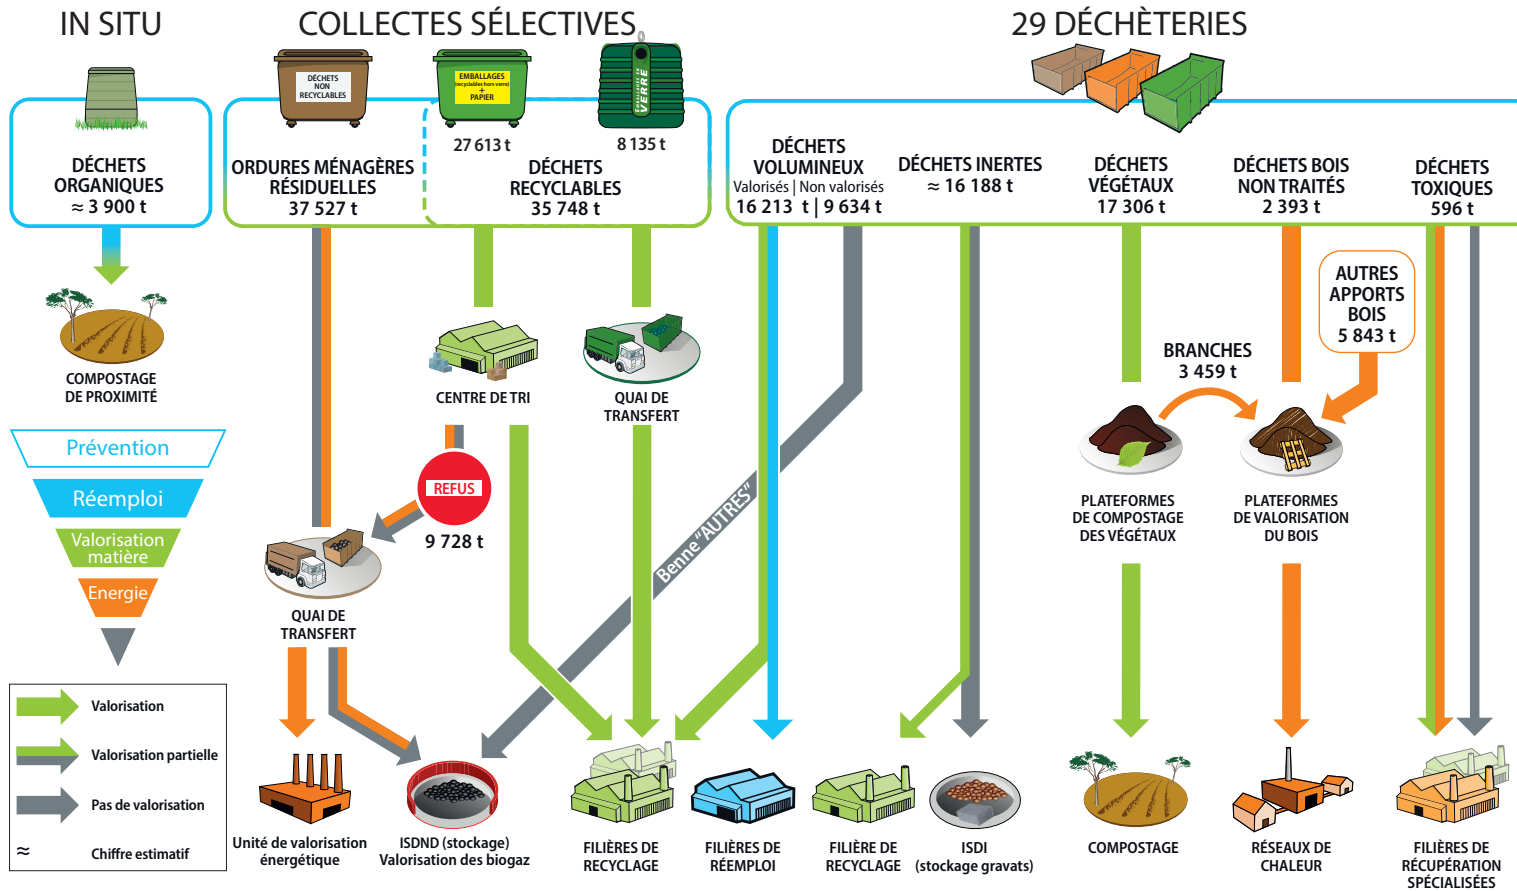 IN SITU
COLLECTES SÉLECTIVES
29 DÉCHÈTERIES
DÉCHETS
NON
RECYCLABLES
EMBALLAGES
(recyclables hors verre)
+
PAPIER
VERRE
27 613 t
8 135 t
DÉCHETS
ORGANIQUES
≈ 3 900 t
ORDURES MÉNAGÈRES
RÉSIDUELLES
37 527 t
DÉCHETS
RECYCLABLES
35 748 t
DÉCHETS
VOLUMINEUX
Valorisés | Non valorisés
16 213 t | 9 634 t
DÉCHETS INERTES
≈ 16 188 t
DÉCHETS
VÉGÉTAUX
17 306 t
DÉCHETS BOIS
NON TRAITÉS
2 393 t
DÉCHETS
TOXIQUES
596 t
AUTRES
APPORTS
BOIS
5 843 t
BRANCHES
3 459 t
COMPOSTAGE
DE PROXIMITÉ
CENTRE DE TRI
QUAI DE
TRANSFERT
Prévention
Réemploi
Valorisation
matière
Energie
REFUS
9 728 t
Benne "AUTRES"
PLATEFORMES
DE COMPOSTAGE
DES VÉGÉTAUX
PLATEFORMES
DE VALORISATION
DU BOIS
QUAI DE
TRANSFERT
Valorisation
Valorisation partielle
Pas de valorisation
≈ Chiffre estimatif
Unité de valorisation
énergétique
ISDND (stockage)
Valorisation des biogaz
FILIÈRES DE
RECYCLAGE
FILIÈRES DE
RÉEMPLOI
FILIÈRE DE
RECYCLAGE
ISDI
(stockage gravats)
COMPOSTAGE
RÉSEAUX DE
CHALEUR
FILIÈRES DE
RÉCUPÉRATION
SPÉCIALISÉES